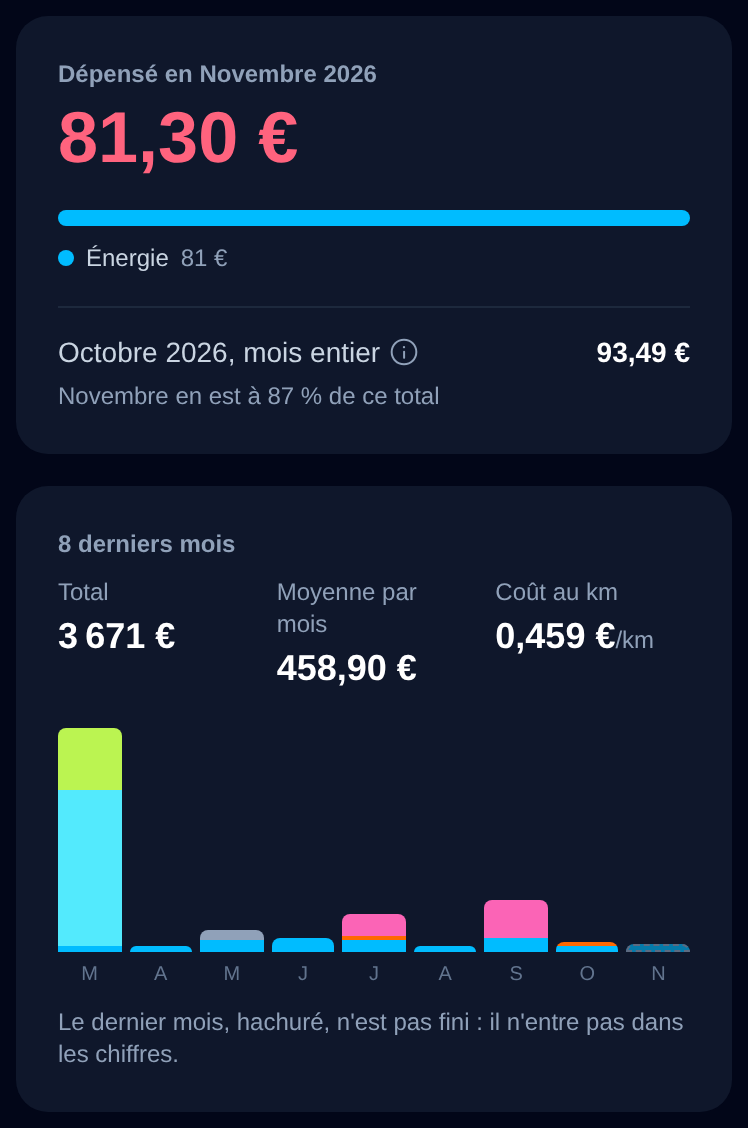 Dépensé en Novembre 2026
81,30 €
Énergie 81 €
Octobre 2026, mois entier
93,49 €
Novembre en est à 87 % de ce total
8 derniers mois
Total
3 671 €
Moyenne par
mois
458,90 €
Coût au km
0,459 €/km
M A M J J A S O N
Le dernier mois, hachuré, n'est pas fini : il n'entre pas dans
les chiffres.